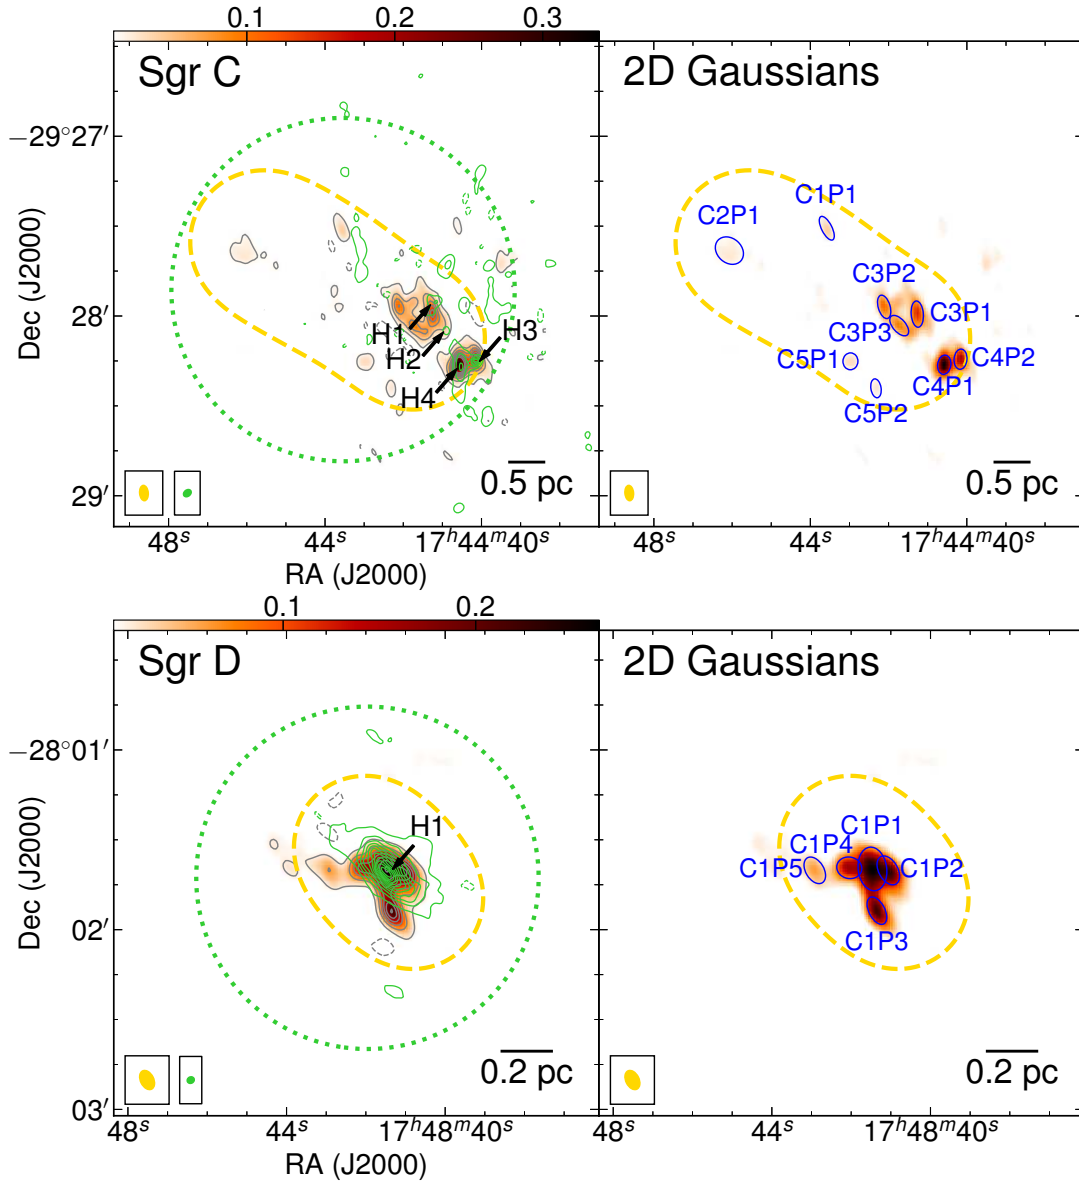 0.1 0.2 0.3
Sgr C
2D Gaussians
−29°27′
28′
29′
Dec (J2000)
H1
H2
H3
H4
0.5 pc
C1P1
C2P1
C3P2
C3P1
C3P3
C5P1
C4P2
C4P1
C5P2
0.5 pc
48ˢ 44ˢ 17ʰ44ᵐ40ˢ
48ˢ 44ˢ 17ʰ44ᵐ40ˢ
RA (J2000)
0.1 0.2
Sgr D
2D Gaussians
−28°01′
02′
03′
Dec (J2000)
H1
0.2 pc
C1P1
C1P4
C1P5
C1P2
C1P3
0.2 pc
48ˢ 44ˢ 17ʰ48ᵐ40ˢ
48ˢ 44ˢ 17ʰ48ᵐ40ˢ
RA (J2000)